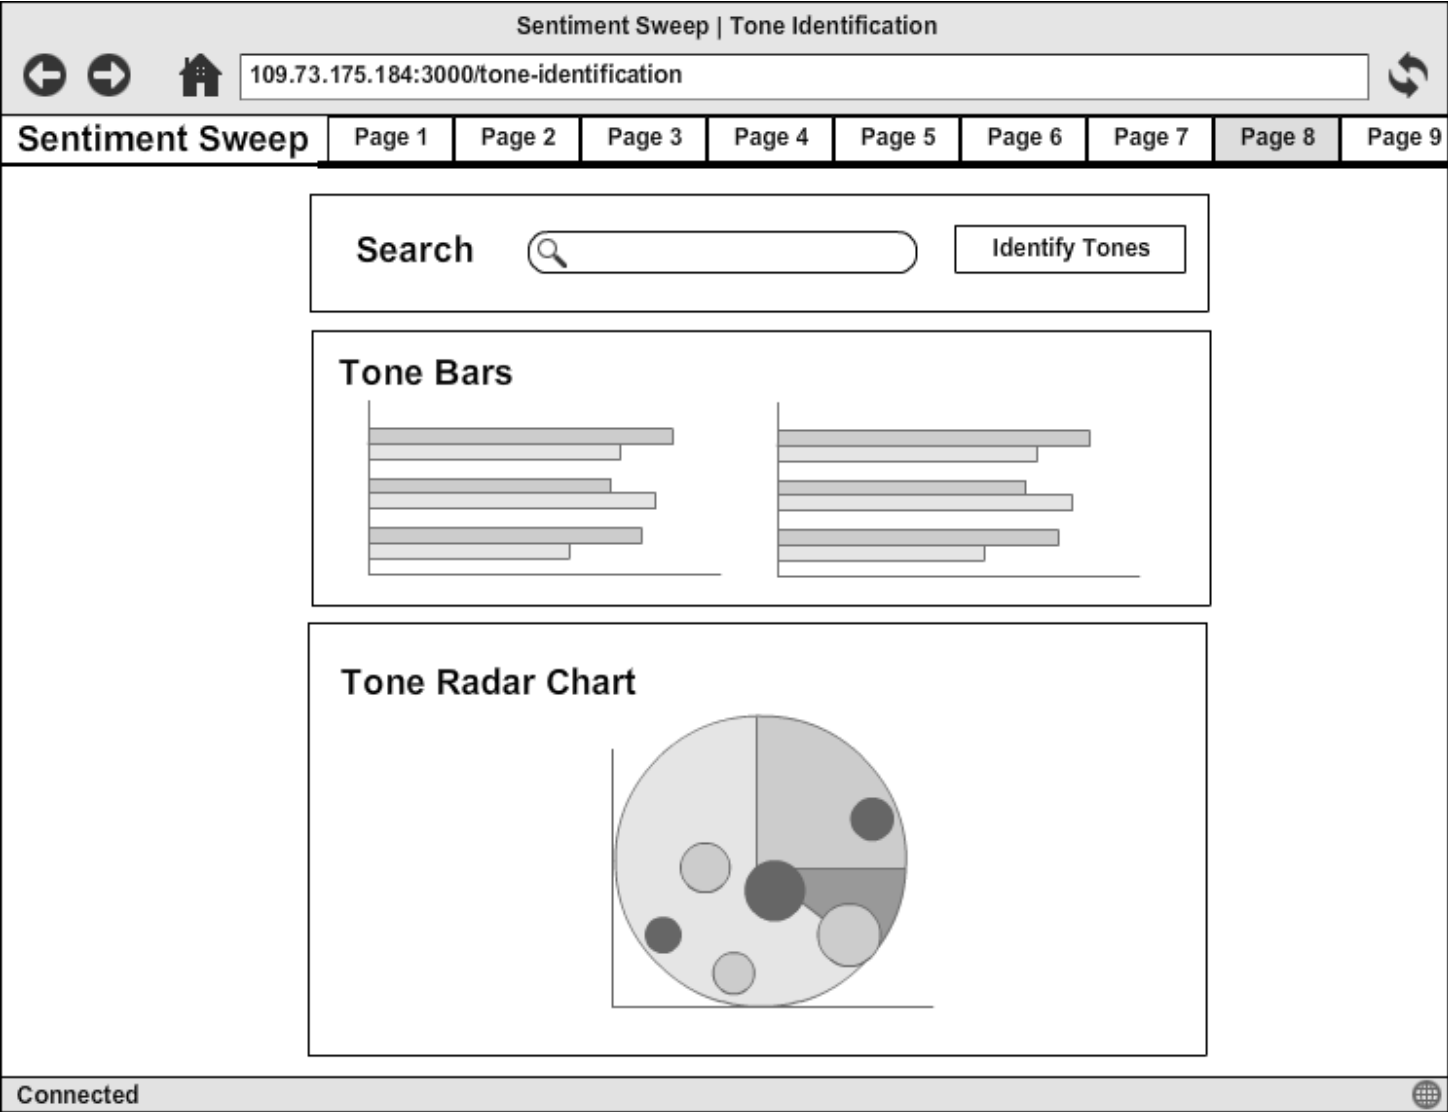 Sentiment Sweep | Tone Identification
109.73.175.184:3000/tone-identification
Sentiment Sweep Page 1 Page 2 Page 3 Page 4 Page 5 Page 6 Page 7 Page 8 Page 9
Search Identify Tones
Tone Bars
Tone Radar Chart
Connected